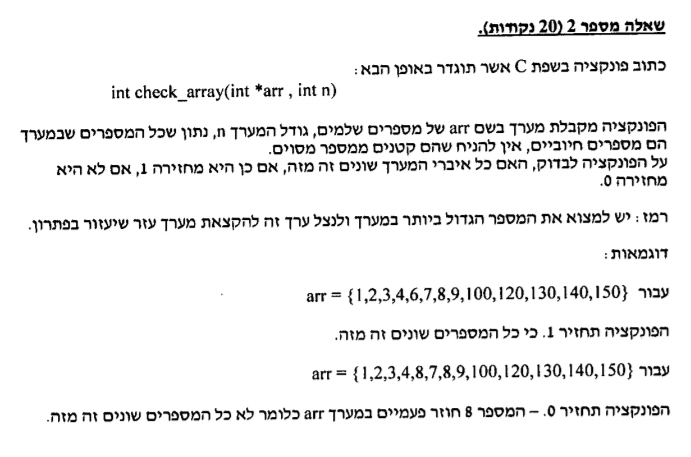 שאלה מספר 2 (20 נקודות).
כתוב פונקציה בשפת C אשר תוגדר באופן הבא:
int check_array(int *arr , int n)
הפונקציה מקבלת מערך בשם arr של מספרים שלמים, גודל המערך n, נתון שכל המספרים שבמערך
הם מספרים חיוביים, אין להניח שהם קטנים ממספר מסוים.
על הפונקציה לבדוק, האם כל איברי המערך שונים זה מזה, אם כן היא מחזירה 1, אם לא היא
מחזירה 0.
רמז: יש למצוא את המספר הגדול ביותר במערך ולנצל ערך זה להקצאת מערך עזר שיעזור בפתרון.
דוגמאות:
עבור arr = {1,2,3,4,6,7,8,9,100,120,130,140,150}
הפונקציה תחזיר 1. כי כל המספרים שונים זה מזה.
עבור arr = {1,2,3,4,8,7,8,9,100,120,130,140,150}
הפונקציה תחזיר 0. – המספר 8 חוזר פעמיים במערך arr כלומר לא כל המספרים שונים זה מזה.